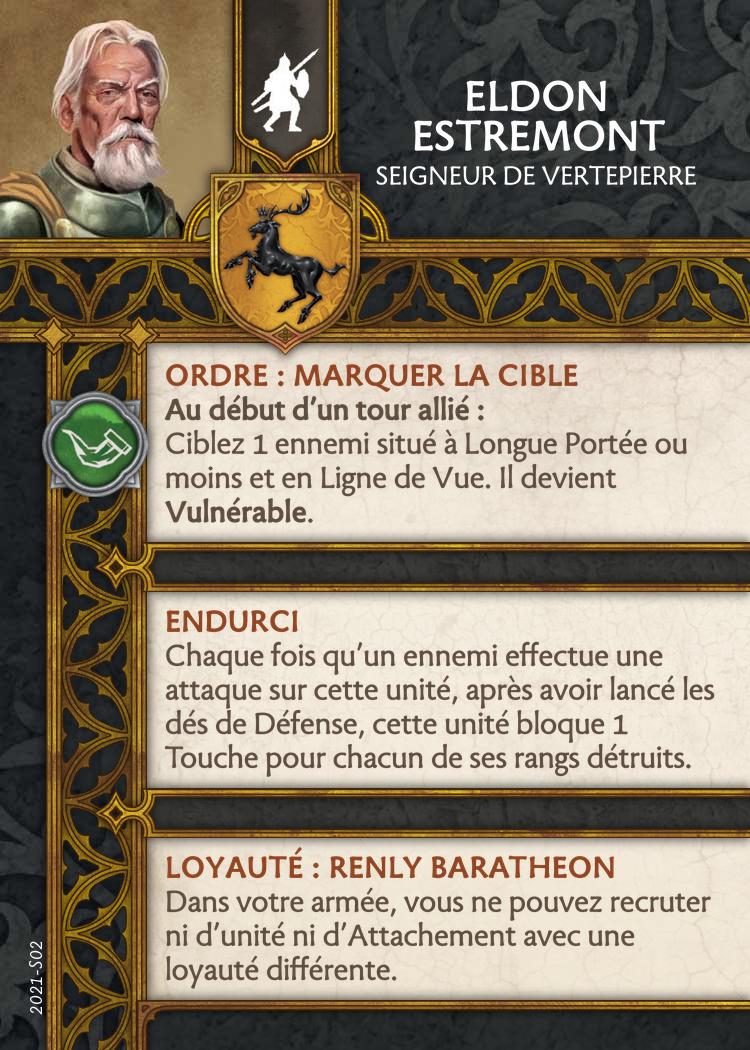 ELDON
ESTREMONT
SEIGNEUR DE VERTEPIERRE
ORDRE : MARQUER LA CIBLE
Au début d'un tour allié :
Ciblez 1 ennemi situé à Longue Portée ou
moins et en Ligne de Vue. Il devient
Vulnérable.
ENDURCI
Chaque fois qu'un ennemi effectue une
attaque sur cette unité, après avoir lancé les
dés de Défense, cette unité bloque 1
Touche pour chacun de ses rangs détruits.
LOYAUTÉ : RENLY BARATHEON
Dans votre armée, vous ne pouvez recruter
ni d'unité ni d'Attachement avec une
loyauté différente.
2021-S02